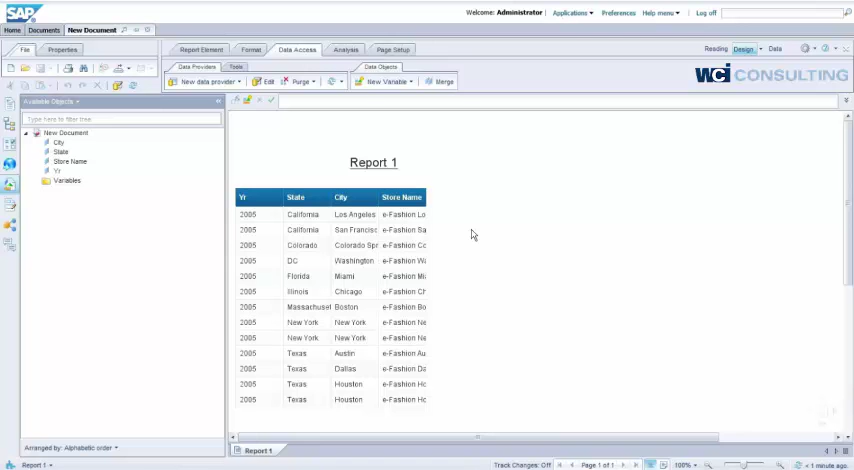 SAP
Welcome: Administrator
Applications
Preferences
Help menu
Log off
Home
Documents
New Document
File
Properties
Report Element
Format
Data Access
Analysis
Page Setup
Reading
Design
Data
Data Providers
Tools
Data Objects
New data provider
Edit
Purge
New Variable
Merge
WCI CONSULTING
Available Objects
Type here to filter tree
New Document
City
State
Store Name
Yr
Variables
Report 1
Yr State City Store Name
2005 California Los Angeles e-Fashion Lo
2005 California San Francisc e-Fashion Sa
2005 Colorado Colorado Spr e-Fashion Co
2005 DC Washington e-Fashion Wa
2005 Florida Miami e-Fashion Mi
2005 Illinois Chicago e-Fashion Ch
2005 Massachuset Boston e-Fashion Bo
2005 New York New York e-Fashion Ne
2005 New York New York e-Fashion Ne
2005 Texas Austin e-Fashion Au
2005 Texas Dallas e-Fashion Da
2005 Texas Houston e-Fashion Ho
2005 Texas Houston e-Fashion Ho
Arranged by: Alphabetic order
Report 1
Report 1
Track Changes: Off
Page 1 of 1
100%
< 1 minute ago